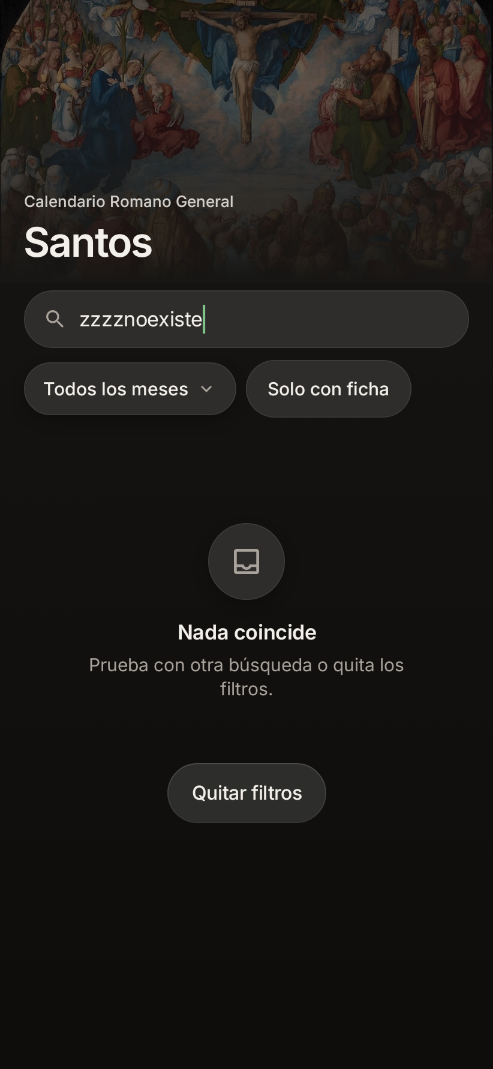 Calendario Romano General
Santos
zzzznoexiste
Todos los meses
Solo con ficha
Nada coincide
Prueba con otra búsqueda o quita los
filtros.
Quitar filtros